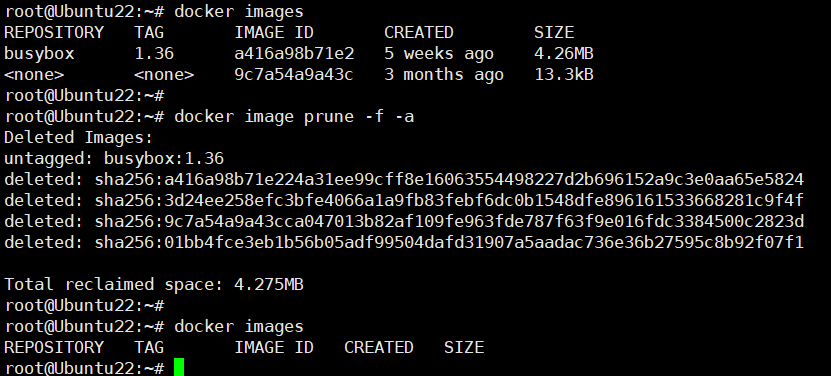 root@Ubuntu22:~# docker images
REPOSITORY   TAG       IMAGE ID       CREATED        SIZE
busybox      1.36      a416a98b71e2   5 weeks ago    4.26MB
<none>       <none>    9c7a54a9a43c   3 months ago   13.3kB
root@Ubuntu22:~#
root@Ubuntu22:~# docker image prune -f -a
Deleted Images:
untagged: busybox:1.36
deleted: sha256:a416a98b71e224a31ee99cff8e16063554498227d2b696152a9c3e0aa65e5824
deleted: sha256:3d24ee258efc3bfe4066a1a9fb83febf6dc0b1548dfe896161533668281c9f4f
deleted: sha256:9c7a54a9a43cca047013b82af109fe963fde787f63f9e016fdc3384500c2823d
deleted: sha256:01bb4fce3eb1b56b05adf99504dafd31907a5aadac736e36b27595c8b92f07f1

Total reclaimed space: 4.275MB
root@Ubuntu22:~#
root@Ubuntu22:~# docker images
REPOSITORY   TAG       IMAGE ID   CREATED   SIZE
root@Ubuntu22:~#